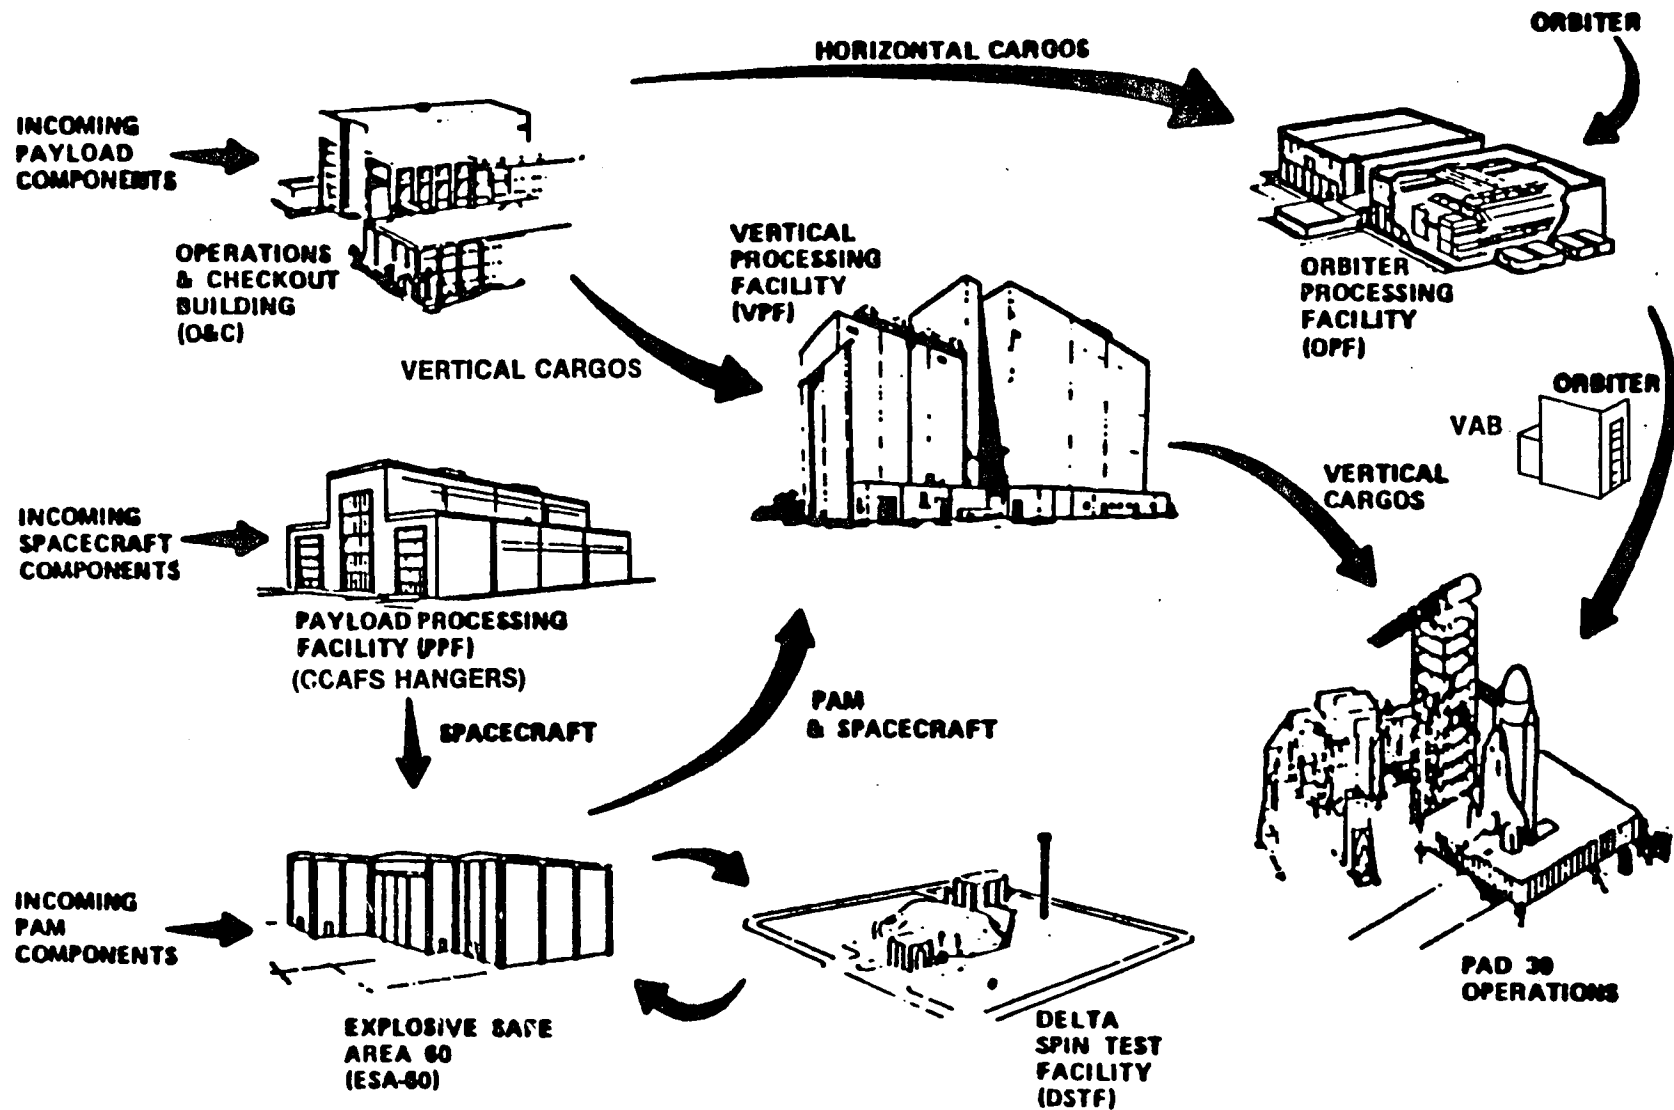 ORBITER
HORIZONTAL CARGOS
INCOMING
PAYLOAD
COMPONENTS
OPERATIONS
& CHECKOUT
BUILDING
(O&C)
VERTICAL
PROCESSING
FACILITY
(VPF)
ORBITER
PROCESSING
FACILITY
(OPF)
VERTICAL CARGOS
ORBITER
VAB
VERTICAL
CARGOS
INCOMING
SPACECRAFT
COMPONENTS
PAYLOAD PROCESSING
FACILITY (PPF)
(CCAFS HANGERS)
SPACECRAFT
PAM
& SPACECRAFT
INCOMING
PAM
COMPONENTS
EXPLOSIVE SAFE
AREA 60
(ESA-60)
DELTA
SPIN TEST
FACILITY
(DSTF)
PAD 39
OPERATIONS